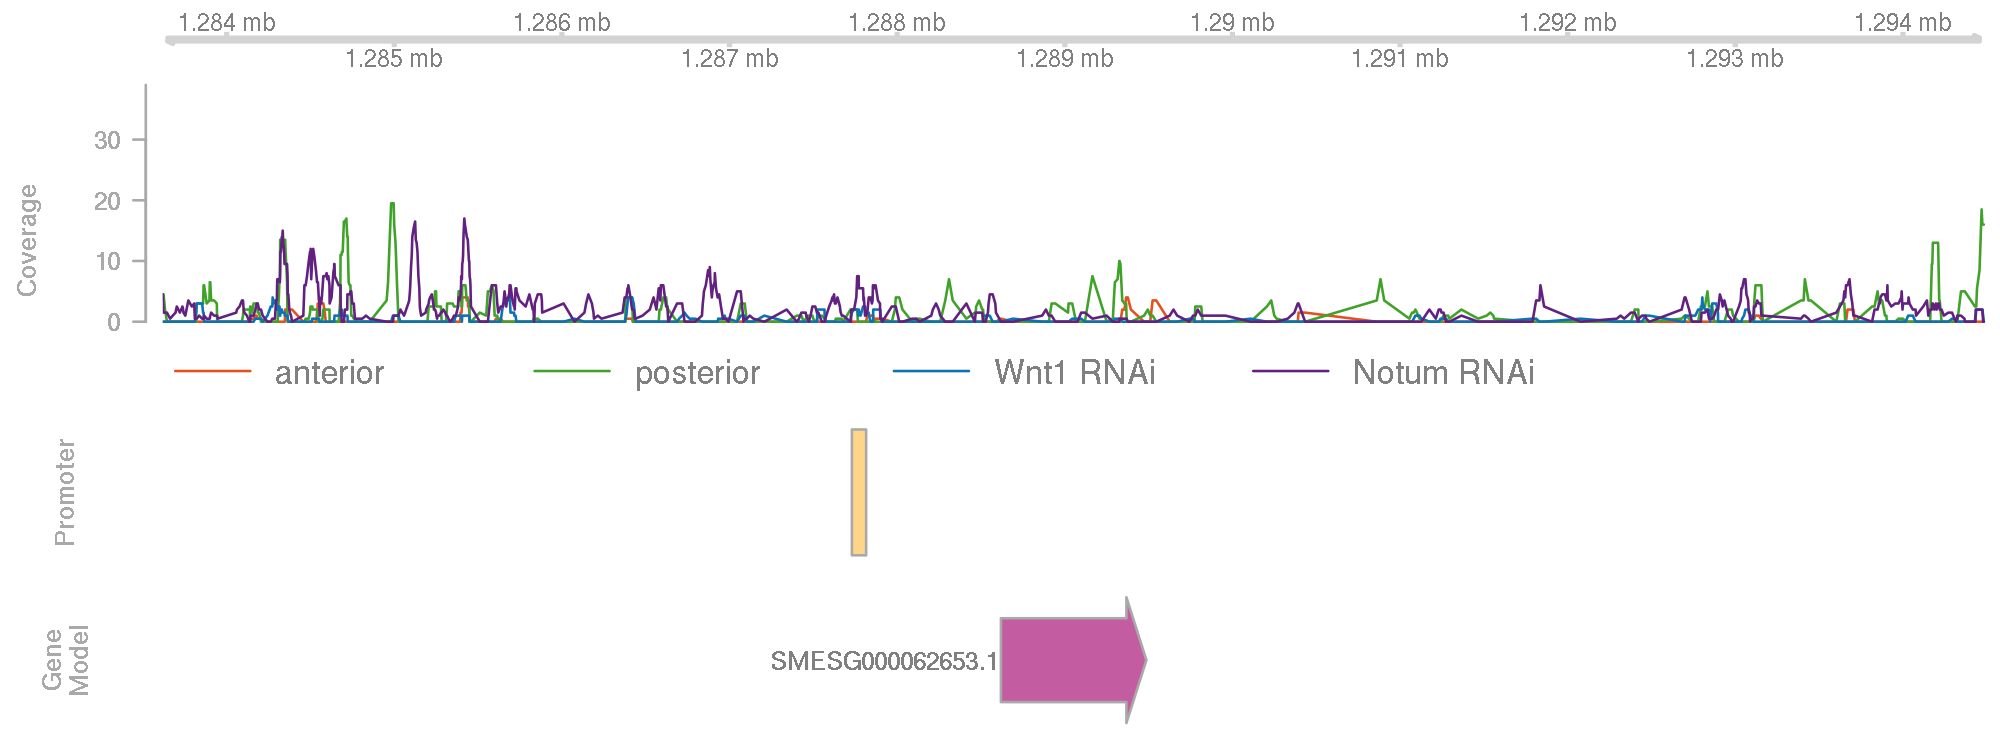 1.284 mb 1.286 mb 1.288 mb 1.29 mb 1.292 mb 1.294 mb
1.285 mb 1.287 mb 1.289 mb 1.291 mb 1.293 mb
Coverage
30
20
10
0
anterior posterior Wnt1 RNAi Notum RNAi
Promoter
Gene
Model
SMESG000062653.1